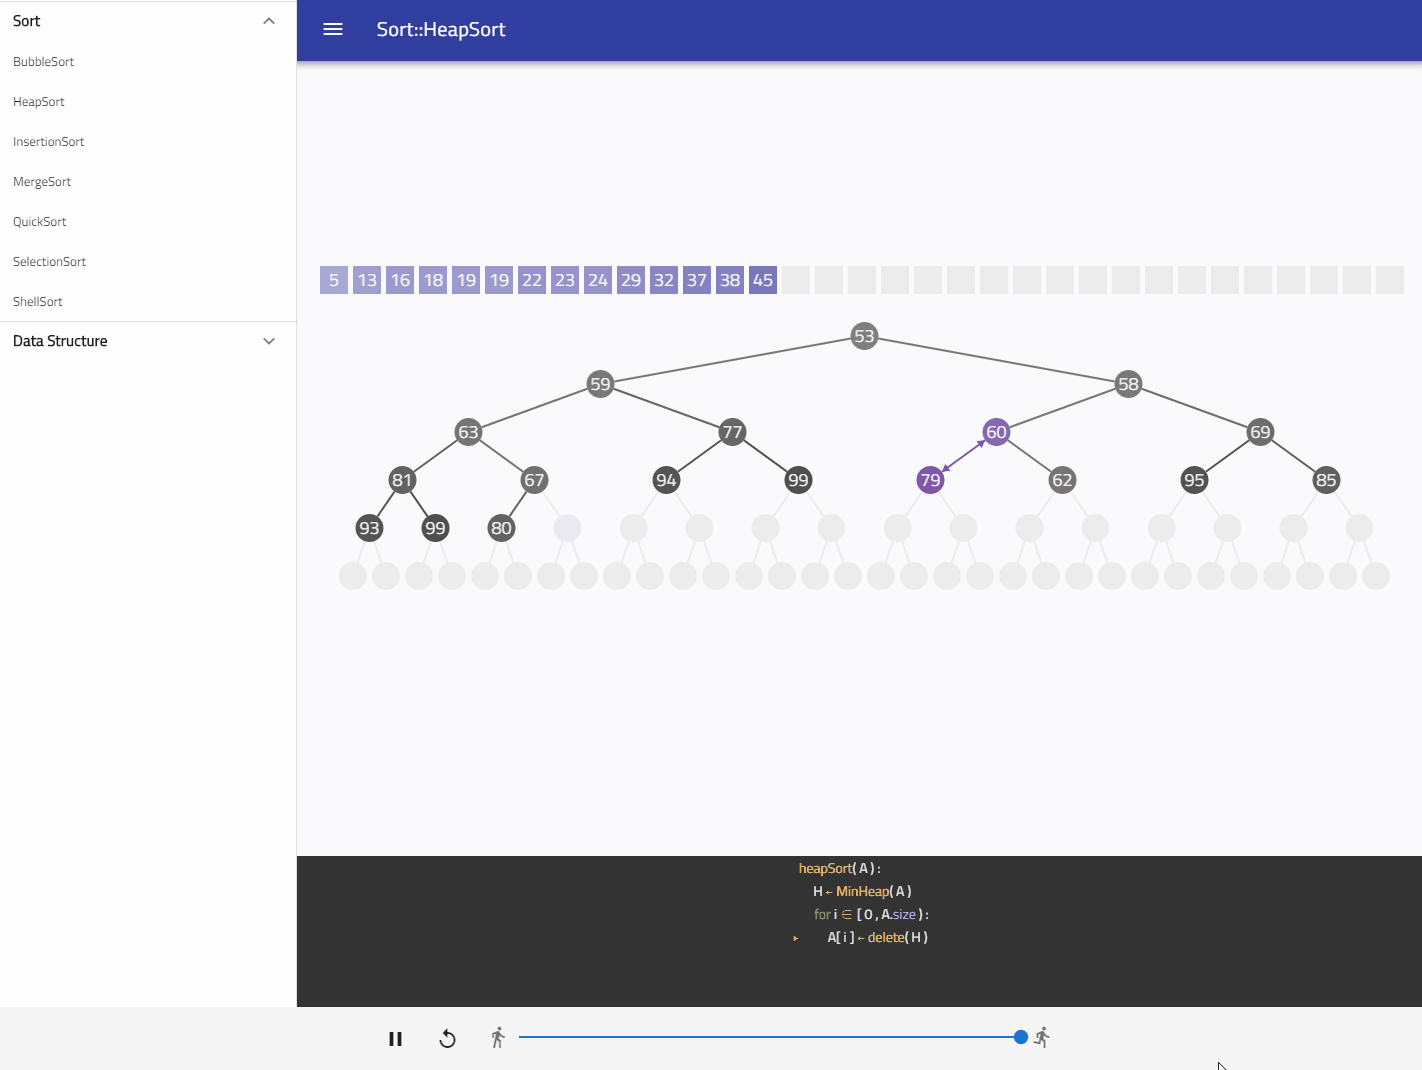 Sort
BubbleSort
HeapSort
InsertionSort
MergeSort
QuickSort
SelectionSort
ShellSort
Data Structure
Sort::HeapSort
5 13 16 18 19 19 22 23 24 29 32 37 38 45
53
59 58
63 77 60 69
81 67 94 99 79 62 95 85
93 99 80
heapSort( A ) :
H ← MinHeap( A )
for i ∈ [ 0 , A.size ) :
▸ A[ i ] ← delete( H )